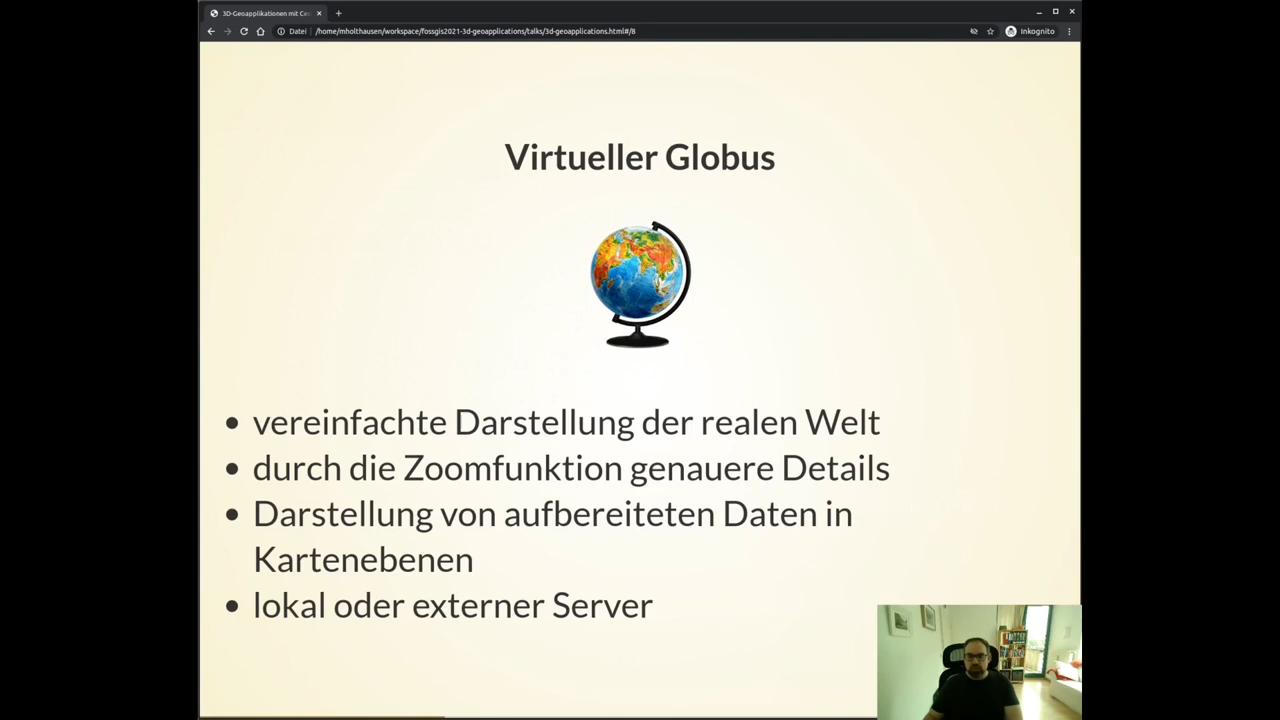 3D-Geoapplikationen mit Ce
Datei
/home/mholthausen/workspace/fossgis2021-3d-geoapplications/talks/3d-geoapplications.html#/8
Inkognito
Virtueller Globus
• vereinfachte Darstellung der realen Welt
• durch die Zoomfunktion genauere Details
• Darstellung von aufbereiteten Daten in
Kartenebenen
• lokal oder externer Server